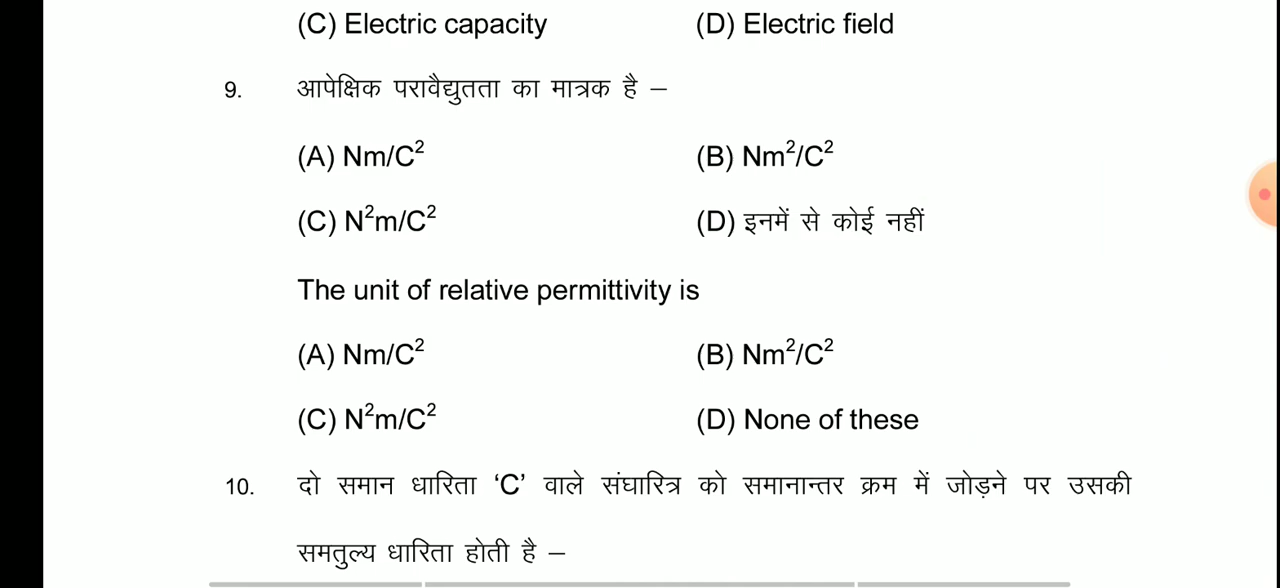 (C) Electric capacity (D) Electric field
9. आपेक्षिक परावैद्युतता का मात्रक है –
(A) Nm/C² (B) Nm²/C²
(C) N²m/C² (D) इनमें से कोई नहीं
The unit of relative permittivity is
(A) Nm/C² (B) Nm²/C²
(C) N²m/C² (D) None of these
10. दो समान धारिता ‘C’ वाले संघारित्र को समानान्तर क्रम में जोड़ने पर उसकी
समतुल्य धारिता होती है –